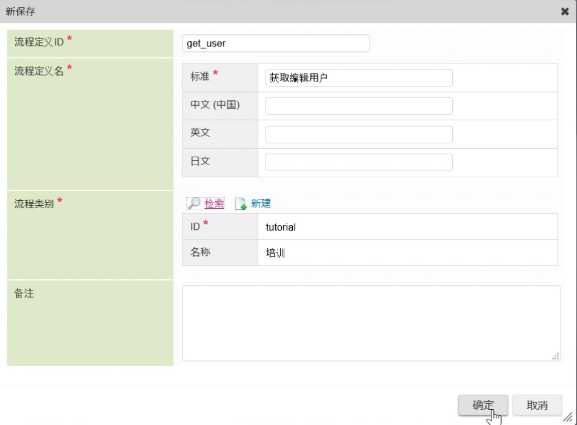 新保存
流程定义ID *
get_user
流程定义名
标准 *
获取编辑用户
中文 (中国)
英文
日文
流程类别 *
检索 新建
ID *
tutorial
名称
培训
备注
确定 取消